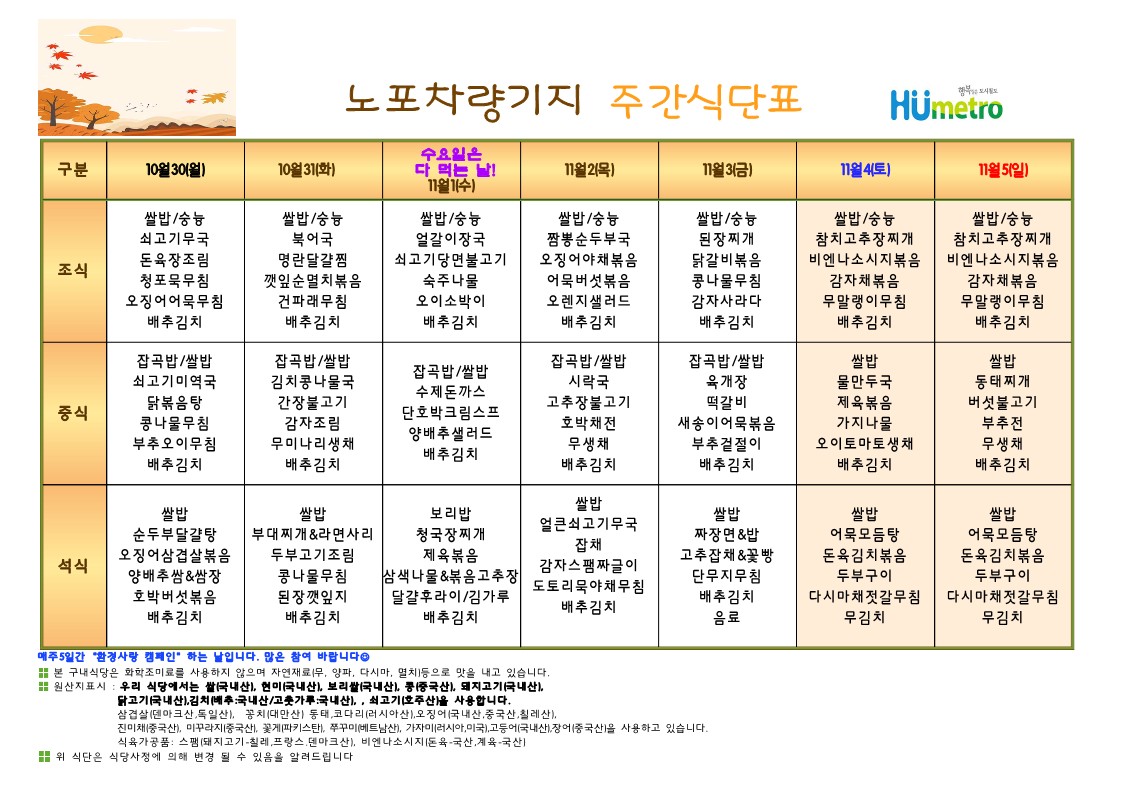 노포차량기지 주간식단표
행복을 주는 도시철도
Hümetro
구분
10월30(월)
10월31(화)
수요일은
다 먹는 날!
11월1(수)
11월2(목)
11월3(금)
11월4(토)
11월5(일)
조식
쌀밥/숭늉
쇠고기무국
돈육장조림
청포묵무침
오징어어묵무침
배추김치
쌀밥/숭늉
북어국
명란달걀찜
깻잎순멸치볶음
건파래무침
배추김치
쌀밥/숭늉
얼갈이장국
쇠고기당면불고기
숙주나물
오이소박이
배추김치
쌀밥/숭늉
짬뽕순두부국
오징어야채볶음
어묵버섯볶음
오렌지샐러드
배추김치
쌀밥/숭늉
된장찌개
닭갈비볶음
콩나물무침
감자사라다
배추김치
쌀밥/숭늉
참치고추장찌개
비엔나소시지볶음
감자채볶음
무말랭이무침
배추김치
쌀밥/숭늉
참치고추장찌개
비엔나소시지볶음
감자채볶음
무말랭이무침
배추김치
중식
잡곡밥/쌀밥
쇠고기미역국
닭볶음탕
콩나물무침
부추오이무침
배추김치
잡곡밥/쌀밥
김치콩나물국
간장불고기
감자조림
무미나리생채
배추김치
잡곡밥/쌀밥
수제돈까스
단호박크림스프
양배추샐러드
배추김치
잡곡밥/쌀밥
시락국
고추장불고기
호박채전
무생채
배추김치
잡곡밥/쌀밥
육개장
떡갈비
새송이어묵볶음
부추겉절이
배추김치
쌀밥
물만두국
제육볶음
가지나물
오이토마토생채
배추김치
쌀밥
동태찌개
버섯불고기
부추전
무생채
배추김치
석식
쌀밥
순두부달걀탕
오징어삼겹살볶음
양배추쌈&쌈장
호박버섯볶음
배추김치
쌀밥
부대찌개&라면사리
두부고기조림
콩나물무침
된장깻잎지
배추김치
보리밥
청국장찌개
제육볶음
삼색나물&볶음고추장
달걀후라이/김가루
배추김치
쌀밥
얼큰쇠고기무국
잡채
감자스팸짜글이
도토리묵야채무침
배추김치
쌀밥
짜장면&밥
고추잡채&꽃빵
단무지무침
배추김치
음료
쌀밥
어묵모듬탕
돈육김치볶음
두부구이
다시마채젓갈무침
무김치
쌀밥
어묵모듬탕
돈육김치볶음
두부구이
다시마채젓갈무침
무김치
매주5일간 "환경사랑 캠페인" 하는 날입니다. 많은 참여 바랍니다☺
본 구내식당은 화학조미료를 사용하지 않으며 자연재료(무, 양파, 다시마, 멸치)등으로 맛을 내고 있습니다.
원산지표시 : 우리 식당에서는 쌀(국내산), 현미(국내산), 보리쌀(국내산), 콩(중국산), 돼지고기(국내산),
닭고기(국내산),김치(배추:국내산/고춧가루:국내산), , 쇠고기(호주산)을 사용합니다.
삼겹살(덴마크산,독일산), 꽁치(대만산) 동태,코다리(러시아산),오징어(국내산,중국산,칠레산),
진미채(중국산), 미꾸라지(중국산), 꽃게(파키스탄), 쭈꾸미(베트남산), 가자미(러시아,미국),고등어(국내산),장어(중국산)을 사용하고 있습니다.
식육가공품: 스팸(돼지고기-칠레,프랑스.덴마크산), 비엔나소시지(돈육-국산,계육-국산)
위 식단은 식당사정에 의해 변경 될 수 있음을 알려드립니다